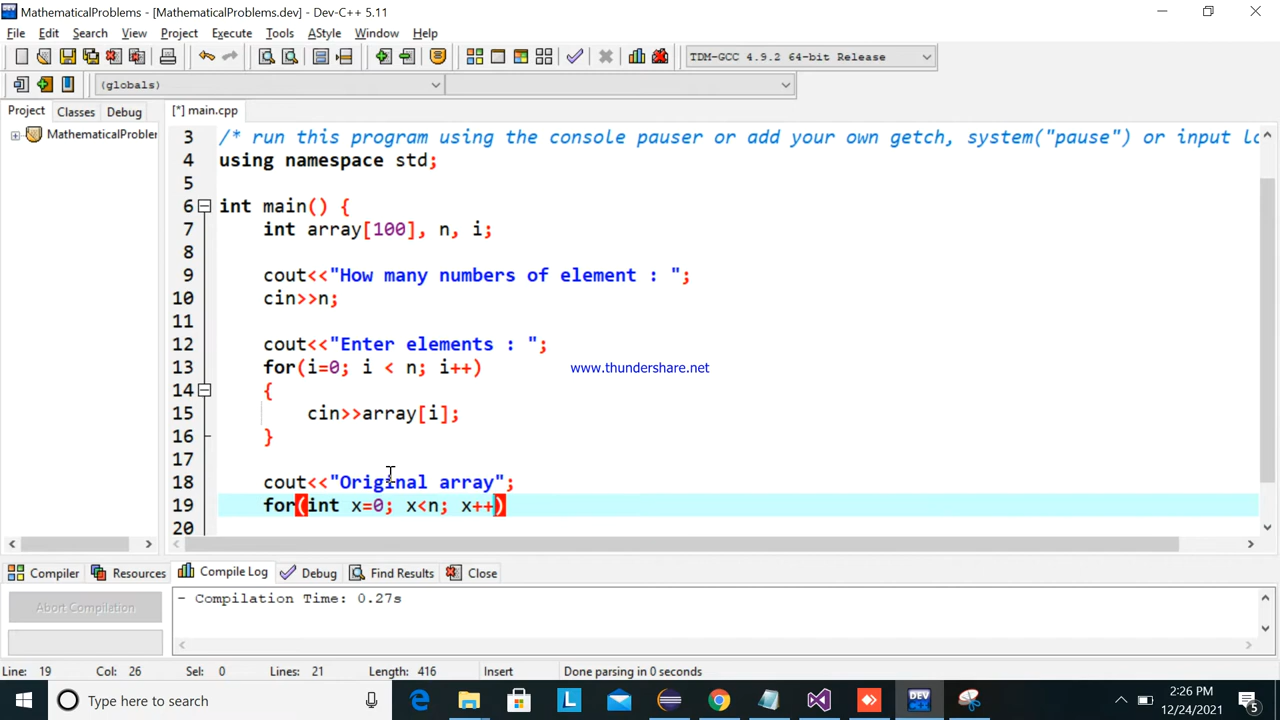 MathematicalProblems - [MathematicalProblems.dev] - Dev-C++ 5.11
File Edit Search View Project Execute Tools AStyle Window Help
TDM-GCC 4.9.2 64-bit Release
(globals)
Project Classes Debug
[*] main.cpp
MathematicalProbler
3 /* run this program using the console pauser or add your own getch, system("pause") or input lo
4 using namespace std;
5
6 int main() {
7 int array[100], n, i;
8
9 cout<<"How many numbers of element : ";
10 cin>>n;
11
12 cout<<"Enter elements : ";
13 for(i=0; i < n; i++)
www.thundershare.net
14 {
15 cin>>array[i];
16 }
17
18 cout<<"Original array";
19 for(int x=0; x<n; x++)
20
Compiler Resources Compile Log Debug Find Results Close
Abort Compilation
- Compilation Time: 0.27s
Line: 19 Col: 26 Sel: 0 Lines: 21 Length: 416 Insert Done parsing in 0 seconds
Type here to search
L
DEV
2:26 PM
12/24/2021
5